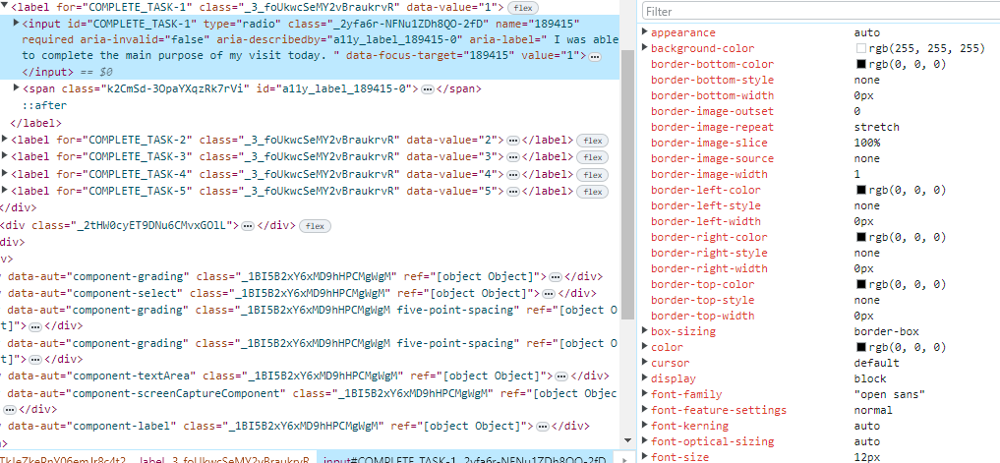 <label for="COMPLETE_TASK-1" class="_3_foUkwcSeMY2vBraukrvR" data-value="1"> flex
<input id="COMPLETE_TASK-1" type="radio" class="_2yfa6r-NFNu1ZDh8QO-2fD" name="189415"
required aria-invalid="false" aria-describedby="a11y_label_189415-0" aria-label=" I was able
to complete the main purpose of my visit today. " data-focus-target="189415" value="1">…
</input> == $0
<span class="k2CmSd-3OpaYXqzRk7rVi" id="a11y_label_189415-0">…</span>
::after
</label>
<label for="COMPLETE_TASK-2" class="_3_foUkwcSeMY2vBraukrvR" data-value="2">…</label> flex
<label for="COMPLETE_TASK-3" class="_3_foUkwcSeMY2vBraukrvR" data-value="3">…</label> flex
<label for="COMPLETE_TASK-4" class="_3_foUkwcSeMY2vBraukrvR" data-value="4">…</label> flex
<label for="COMPLETE_TASK-5" class="_3_foUkwcSeMY2vBraukrvR" data-value="5">…</label> flex
</div>
<div class="_2tHW0cyET9DNu6CMvxGOlL">…</div> flex
div>
v>
data-aut="component-grading" class="_1BI5B2xY6xMD9hHPCMgWgM" ref="[object Object]">…</div>
data-aut="component-select" class="_1BI5B2xY6xMD9hHPCMgWgM" ref="[object Object]">…</div>
data-aut="component-grading" class="_1BI5B2xY6xMD9hHPCMgWgM five-point-spacing" ref="[object O
t]">…</div>
data-aut="component-grading" class="_1BI5B2xY6xMD9hHPCMgWgM five-point-spacing" ref="[object O
t]">…</div>
data-aut="component-textArea" class="_1BI5B2xY6xMD9hHPCMgWgM" ref="[object Object]">…</div>
data-aut="component-screenCaptureComponent" class="_1BI5B2xY6xMD9hHPCMgWgM" ref="[object Objec
…</div>
data-aut="component-label" class="_1BI5B2xY6xMD9hHPCMgWgM" ref="[object Object]">…</div>
>
label._3_foUkwcSeMY2vBraukrvR input#COMPLETE_TASK-1._2yfa6r-NFNu1ZDh8QO-2fD
Filter
appearance auto
background-color rgb(255, 255, 255)
border-bottom-color rgb(0, 0, 0)
border-bottom-style none
border-bottom-width 0px
border-image-outset 0
border-image-repeat stretch
border-image-slice 100%
border-image-source none
border-image-width 1
border-left-color rgb(0, 0, 0)
border-left-style none
border-left-width 0px
border-right-color rgb(0, 0, 0)
border-right-style none
border-right-width 0px
border-top-color rgb(0, 0, 0)
border-top-style none
border-top-width 0px
box-sizing border-box
color rgb(0, 0, 0)
cursor default
display block
font-family "open sans"
font-feature-settings normal
font-kerning auto
font-optical-sizing auto
font-size 12px